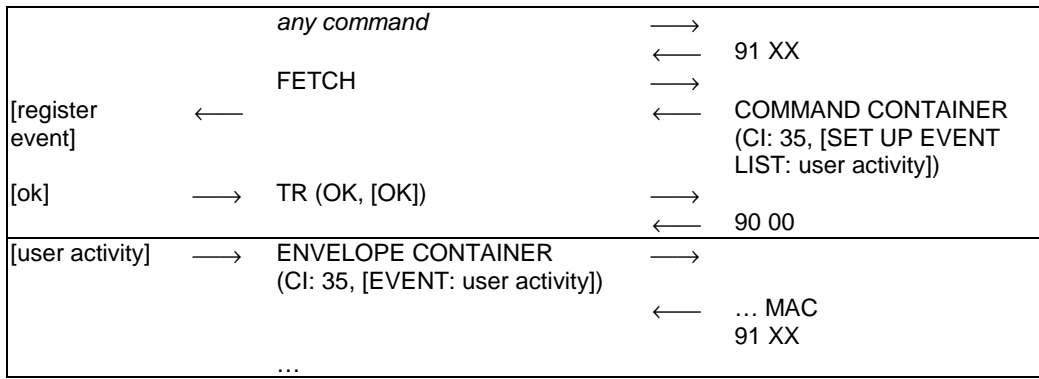 any command ⟶
⟵ 91 XX
FETCH ⟶
[register ⟵ ⟵ COMMAND CONTAINER
event] (CI: 35, [SET UP EVENT
LIST: user activity])
[ok] ⟶ TR (OK, [OK]) ⟶
⟵ 90 00
[user activity] ⟶ ENVELOPE CONTAINER ⟶
(CI: 35, [EVENT: user activity])
⟵ … MAC
91 XX
…